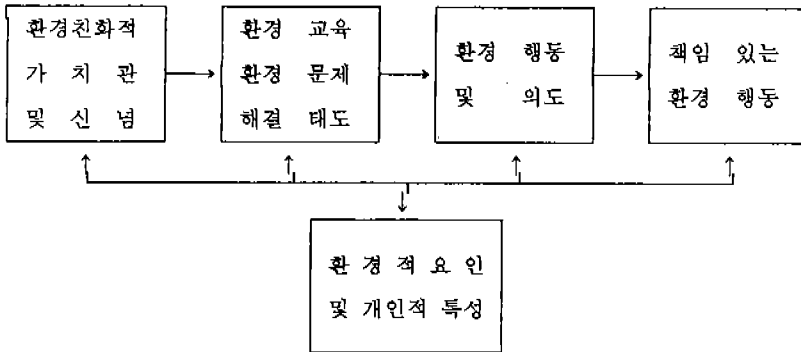 환경친화적
가 치 관
및 신 념
환경 교육
환경 문제
해결 태도
환경 행동
및 의도
책임 있는
환경 행동
환 경 적 요 인
및 개인적 특성